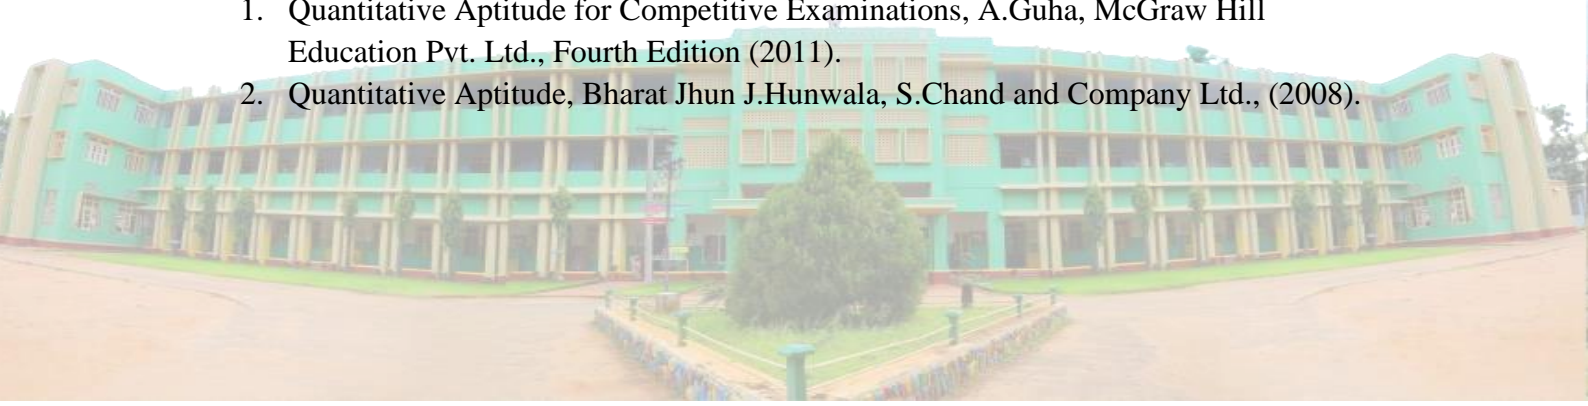 1. Quantitative Aptitude for Competitive Examinations, A.Guha, McGraw Hill
Education Pvt. Ltd., Fourth Edition (2011).
2. Quantitative Aptitude, Bharat Jhun J.Hunwala, S.Chand and Company Ltd., (2008).